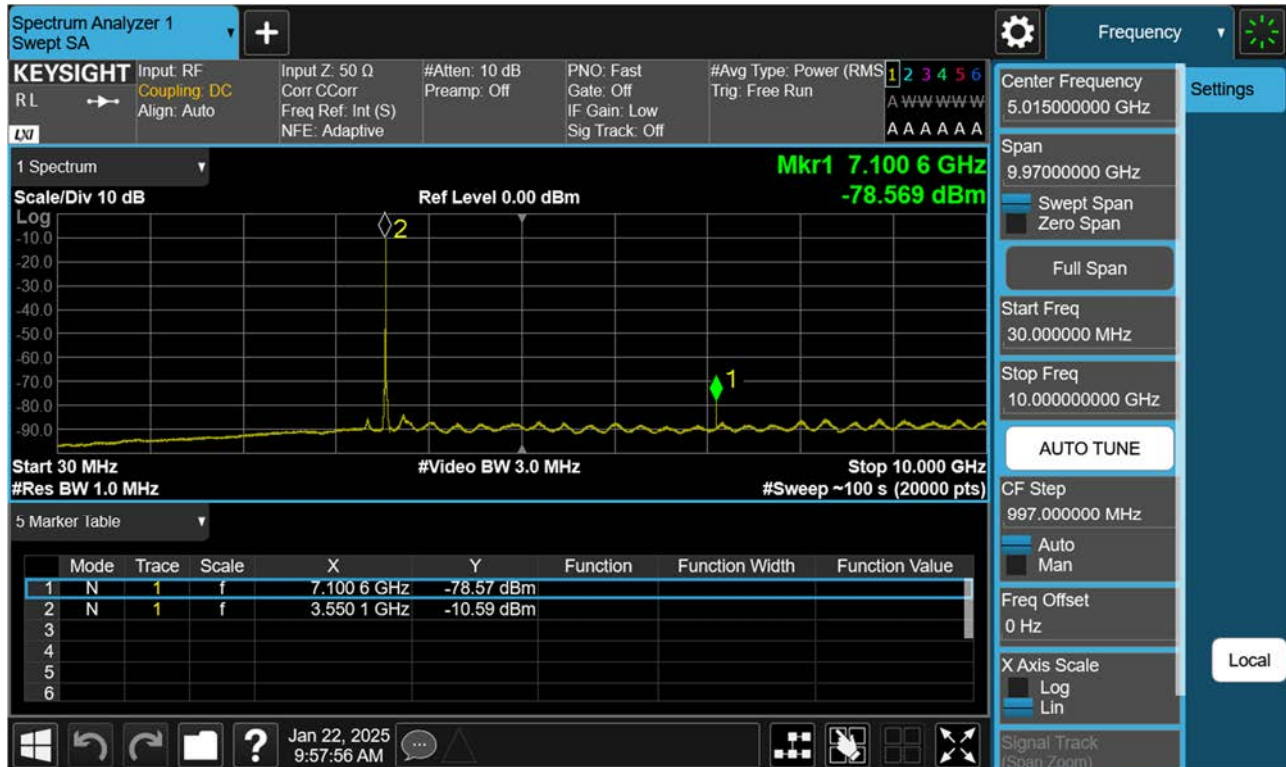 Spectrum Analyzer 1
Swept SA
Frequency
KEYSIGHT
RL
LXI
Input: RF
Coupling: DC
Align: Auto
Input Z: 50 Ω
Corr CCorr
Freq Ref: Int (S)
NFE: Adaptive
#Atten: 10 dB
Preamp: Off
PNO: Fast
Gate: Off
IF Gain: Low
Sig Track: Off
#Avg Type: Power (RMS
Trig: Free Run
1 2 3 4 5 6
A W W W W W
A A A A A A
1 Spectrum
Mkr1 7.100 6 GHz
-78.569 dBm
Scale/Div 10 dB
Ref Level 0.00 dBm
Log
-10.0
-20.0
-30.0
-40.0
-50.0
-60.0
-70.0
-80.0
-90.0
2
1
Start 30 MHz
#Video BW 3.0 MHz
Stop 10.000 GHz
#Res BW 1.0 MHz
#Sweep ~100 s (20000 pts)
5 Marker Table
Mode Trace Scale X Y Function Function Width Function Value
1 N 1 f 7.100 6 GHz -78.57 dBm
2 N 1 f 3.550 1 GHz -10.59 dBm
3
4
5
6
?
Jan 22, 2025
9:57:56 AM
Center Frequency
5.015000000 GHz
Span
9.97000000 GHz
Swept Span
Zero Span
Full Span
Start Freq
30.000000 MHz
Stop Freq
10.000000000 GHz
AUTO TUNE
CF Step
997.000000 MHz
Auto
Man
Freq Offset
0 Hz
X Axis Scale
Log
Lin
Signal Track
(Span Zoom)
Settings
Local